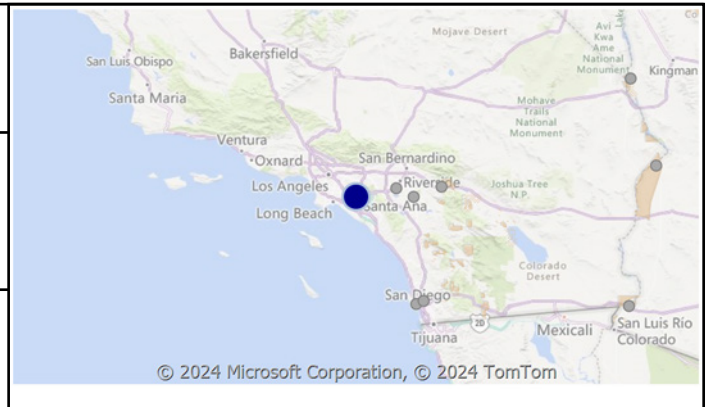 Co
Mojave Desert
Avi
Kwa
Ame
National
Monument
Kingman
San Luis Obispo
Bakersfield
Santa Maria
Mohave
Trails
National
Monument
Ventura
Oxnard
San Bernardino
Los Angeles
Riverside
Joshua Tree
N.P.
Long Beach
Santa Ana
Colorado
Desert
San Diego
2D
Tijuana
Mexicali
San Luis Río
Colorado
© 2024 Microsoft Corporation, © 2024 TomTom